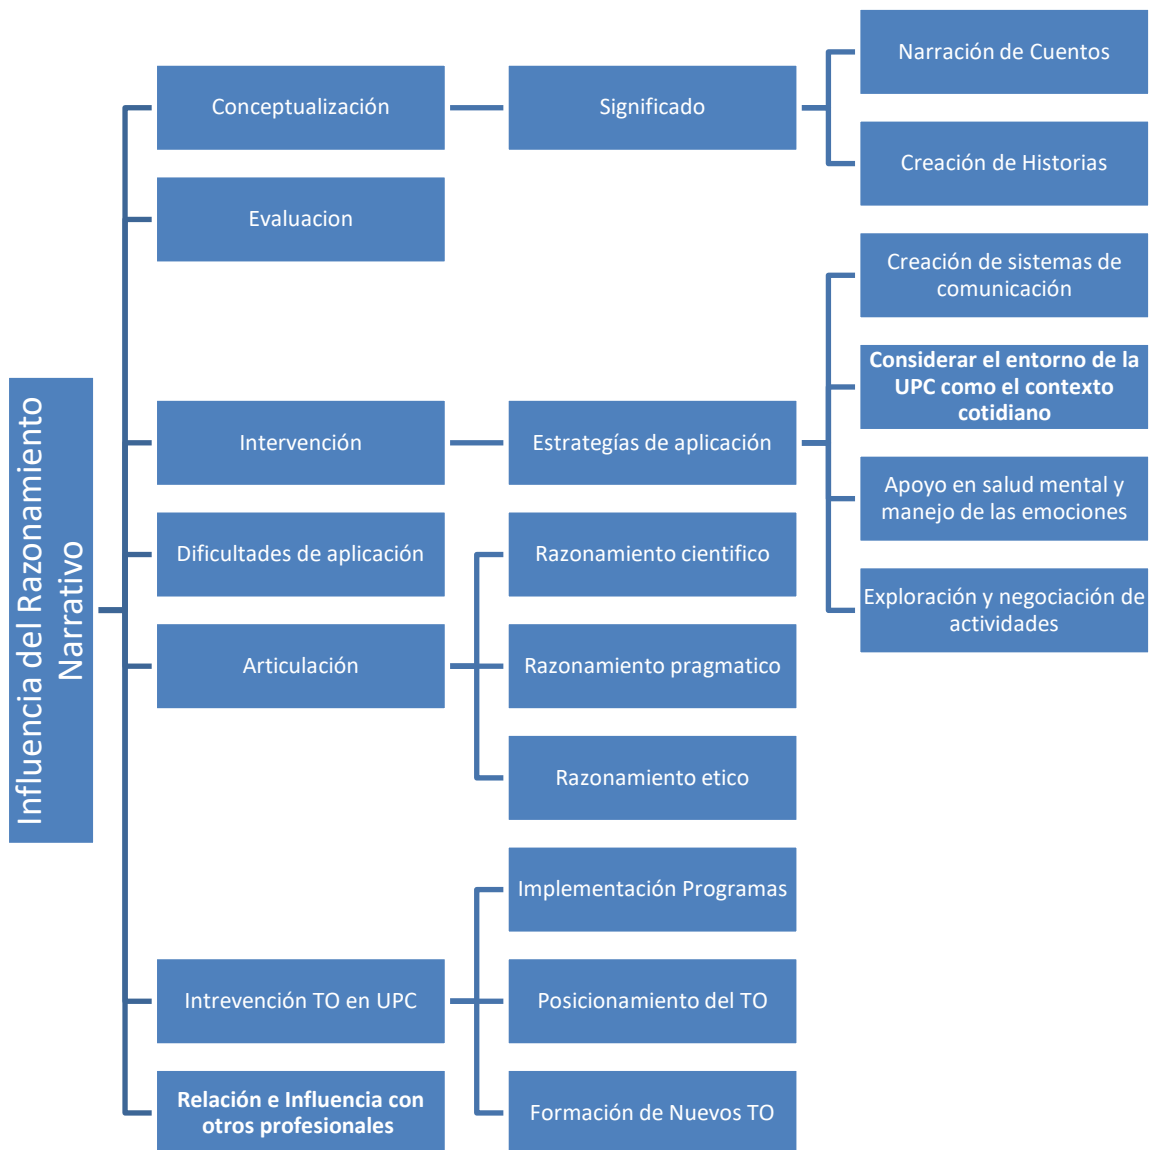 Influencia del Razonamiento
Narrativo
Conceptualización
Significado
Narración de Cuentos
Creación de Historias
Evaluacion
Intervención
Estrategías de aplicación
Creación de sistemas de
comunicación
Considerar el entorno de la
UPC como el contexto
cotidiano
Apoyo en salud mental y
manejo de las emociones
Exploración y negociación de
actividades
Dificultades de aplicación
Articulación
Razonamiento cientifico
Razonamiento pragmatico
Razonamiento etico
Intrevención TO en UPC
Implementación Programas
Posicionamiento del TO
Formación de Nuevos TO
Relación e Influencia con
otros profesionales